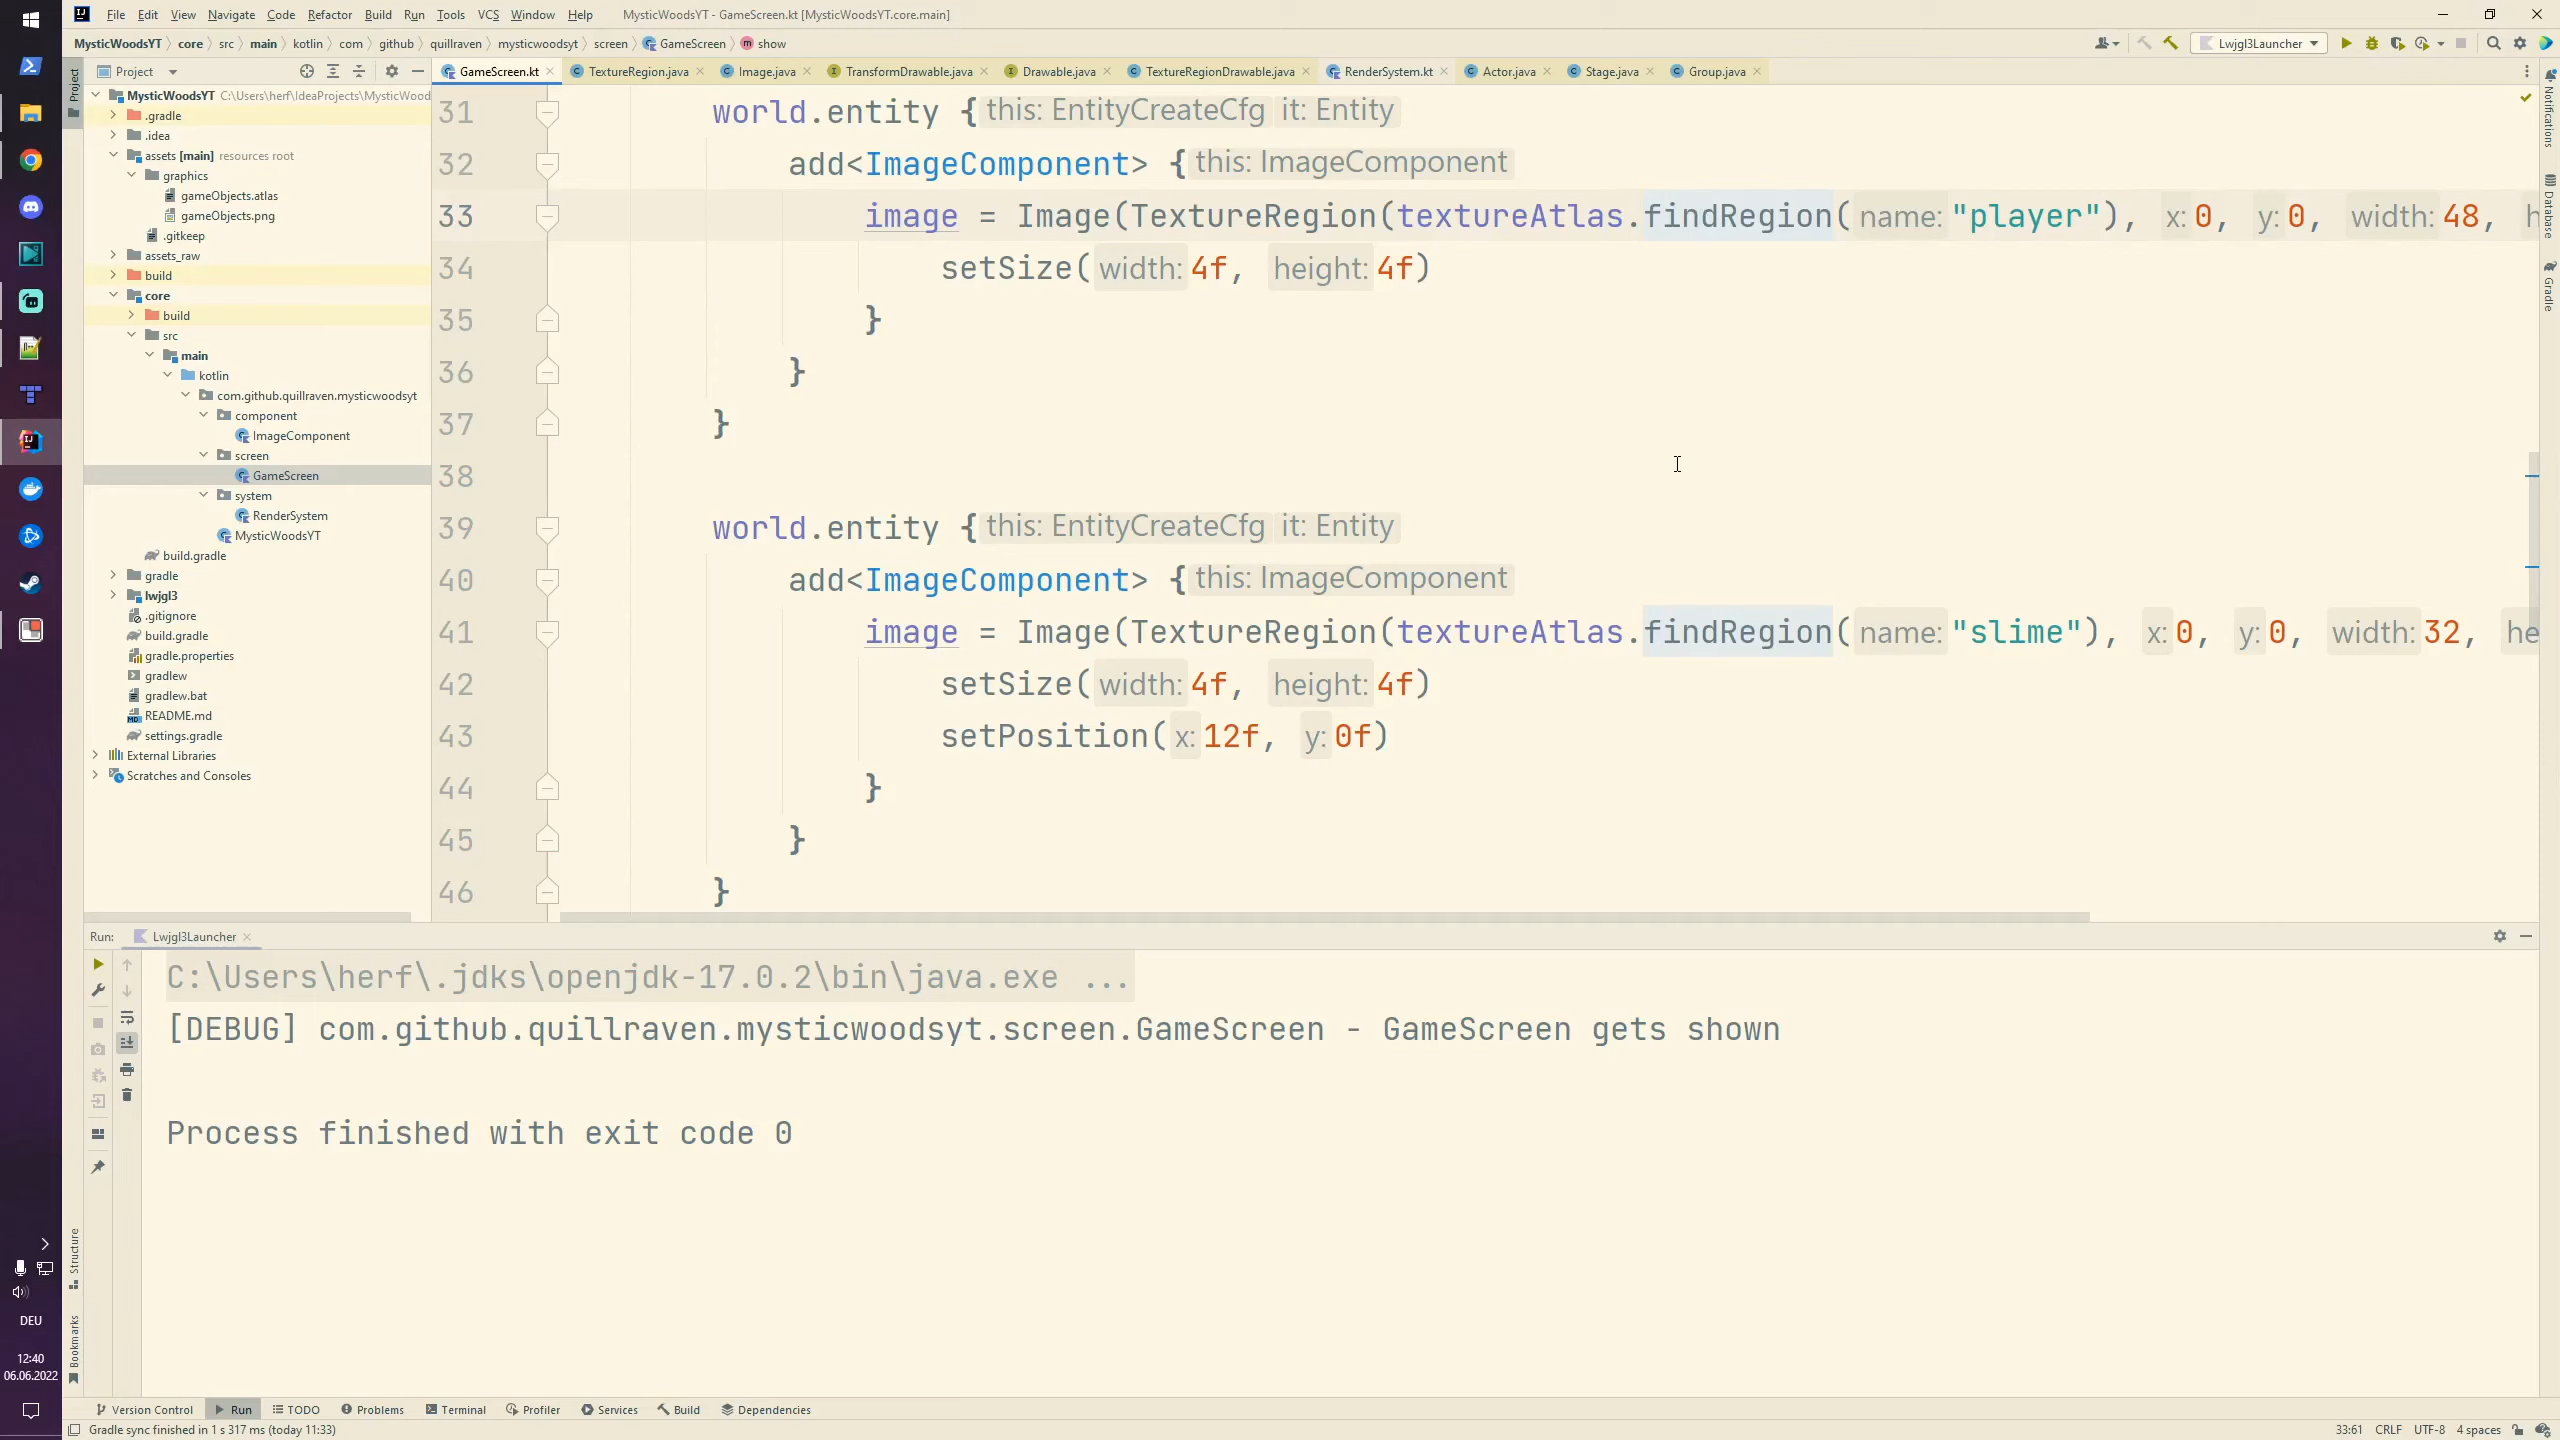 File Edit View Navigate Code Refactor Build Run Tools VCS Window Help MysticWoodsYT - GameScreen.kt [MysticWoodsYT.core.main]
MysticWoodsYT core src main kotlin com github quillraven mysticwoodsyt screen GameScreen show Lwjgl3Launcher
Project GameScreen.kt TextureRegion.java Image.java TransformDrawable.java Drawable.java TextureRegionDrawable.java RenderSystem.kt Actor.java Stage.java Group.java
Project
MysticWoodsYT C:\Users\herf\IdeaProjects\MysticWood
.gradle
.idea
assets [main] resources root
graphics
gameObjects.atlas
gameObjects.png
.gitkeep
assets_raw
build
core
build
src
main
kotlin
com.github.quillraven.mysticwoodsyt
component
ImageComponent
screen
GameScreen
system
RenderSystem
MysticWoodsYT
build.gradle
gradle
lwjgl3
.gitignore
build.gradle
gradle.properties
gradlew
gradlew.bat
README.md
settings.gradle
External Libraries
Scratches and Consoles
31 world.entity { this: EntityCreateCfg it: Entity
32 add<ImageComponent> { this: ImageComponent
33 image = Image(TextureRegion(textureAtlas.findRegion( name: "player"), x: 0, y: 0, width: 48, h
34 setSize( width: 4f, height: 4f)
35 }
36 }
37 }
38
39 world.entity { this: EntityCreateCfg it: Entity
40 add<ImageComponent> { this: ImageComponent
41 image = Image(TextureRegion(textureAtlas.findRegion( name: "slime"), x: 0, y: 0, width: 32, he
42 setSize( width: 4f, height: 4f)
43 setPosition( x: 12f, y: 0f)
44 }
45 }
46 }
Notifications
Database
Gradle
Run: Lwjgl3Launcher
C:\Users\herf\.jdks\openjdk-17.0.2\bin\java.exe ...
[DEBUG] com.github.quillraven.mysticwoodsyt.screen.GameScreen - GameScreen gets shown
Process finished with exit code 0
Structure
Bookmarks
DEU
12:40
06.06.2022
Version Control Run TODO Problems Terminal Profiler Services Build Dependencies
Gradle sync finished in 1 s 317 ms (today 11:33) 33:61 CRLF UTF-8 4 spaces